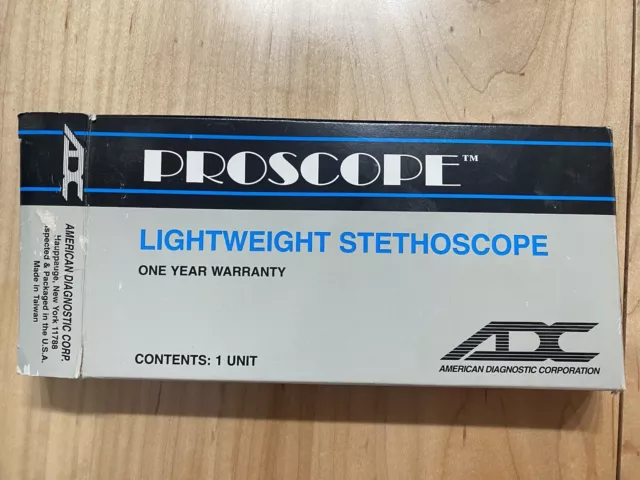 PROSCOPE™
LIGHTWEIGHT STETHOSCOPE
ONE YEAR WARRANTY
CONTENTS: 1 UNIT
ADC
AMERICAN DIAGNOSTIC CORPORATION
ADC
AMERICAN DIAGNOSTIC CORP.
Hauppauge, New York 11788
spected & Packaged in the U.S.A.
Made in Taiwan